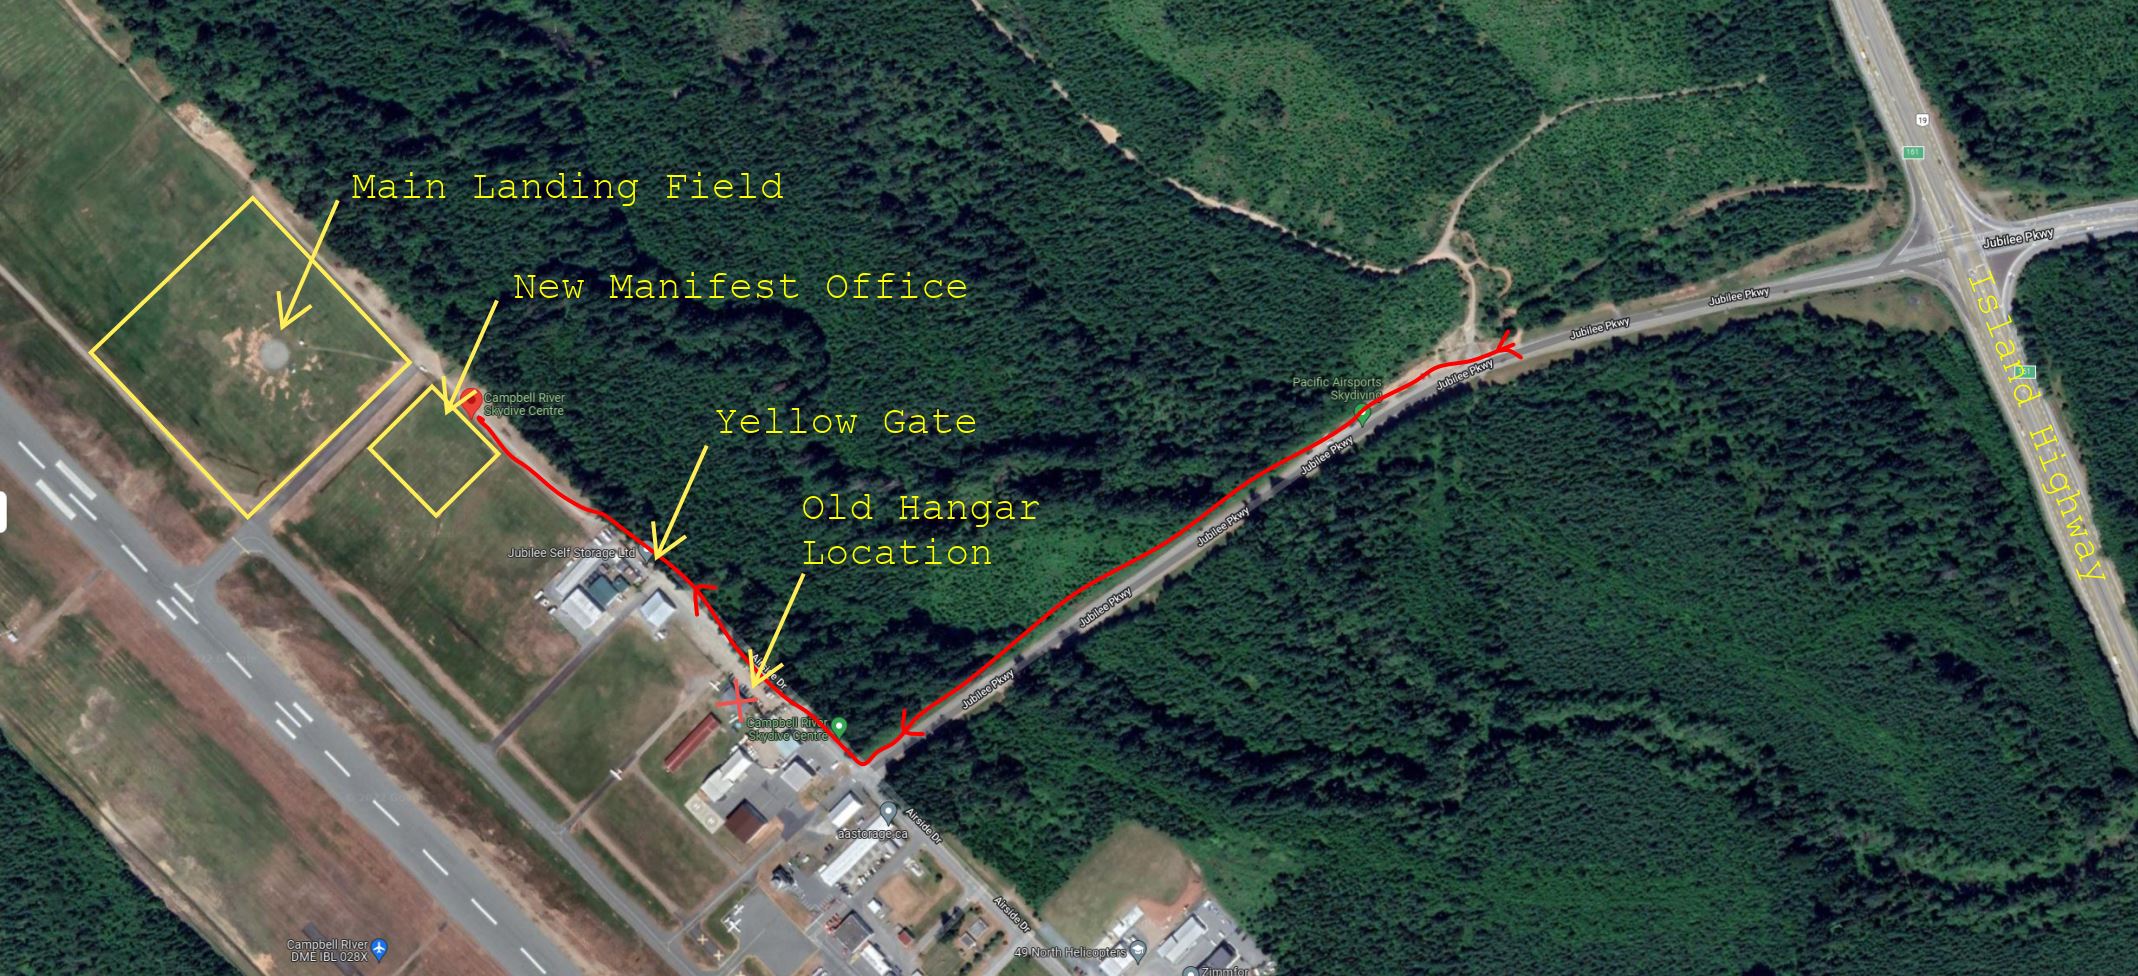 19
161
Main Landing Field
Jubilee Pkwy
New Manifest Office
Jubilee Pkwy
Island Highway
Jubilee Pkwy
161
Jubilee Pkwy
Pacific Airsports
Skydiving
Campbell River
Skydive Centre
Yellow Gate
Jubilee Pkwy
Old Hangar
Location
Jubilee Pkwy
Jubilee Self Storage Ltd
Jubilee Pkwy
Airside Dr
Jubilee Pkwy
Campbell River
Skydive Centre
aastorage.ca
Airside Dr
Airside Dr
Campbell River
DME IBL 028X
49 North Helicopters
Zimmfor